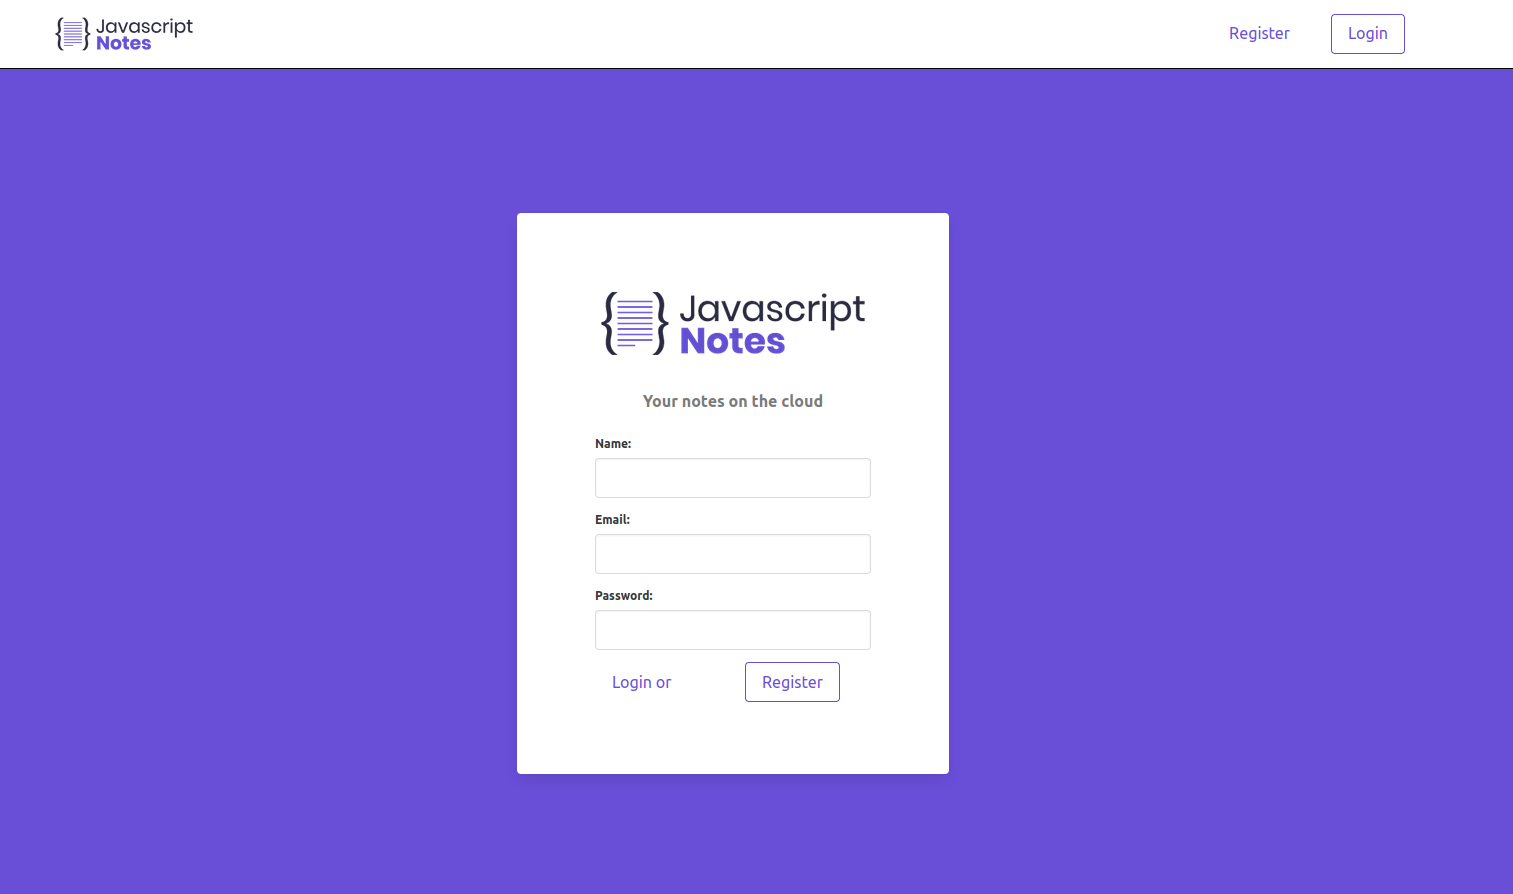 Javascript
Notes
Register
Login
Javascript
Notes
Your notes on the cloud
Name:
Email:
Password:
Login or
Register